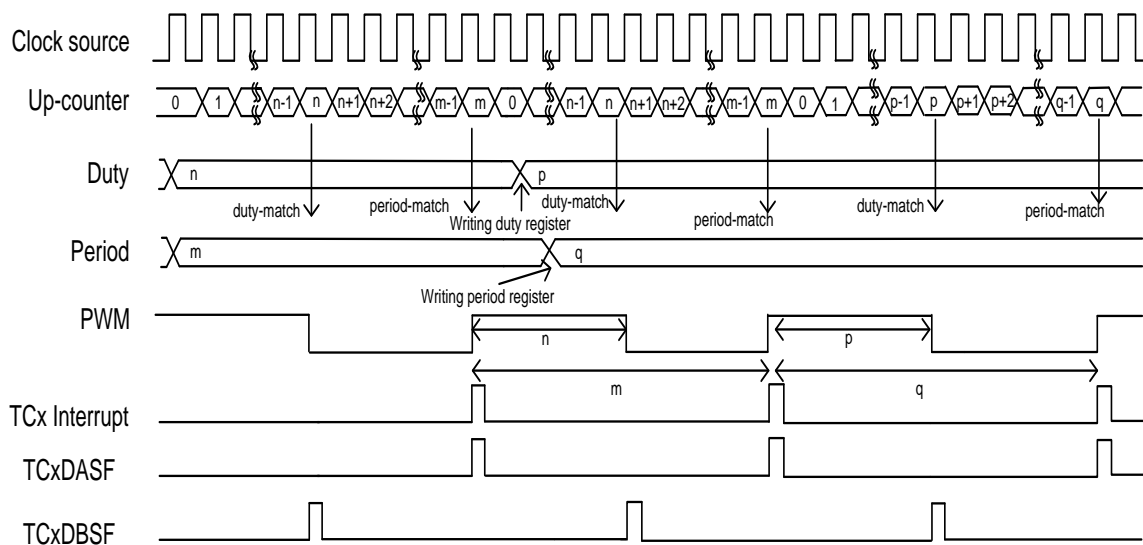 Clock source
Up-counter 0 1 n-1 n n+1 n+2 m-1 m 0 n-1 n n+1 n+2 m-1 m 0 1 p-1 p p+1 p+2 q-1 q
Duty n p
duty-match period-match Writing duty register duty-match period-match duty-match period-match
Period m q
Writing period register
PWM n p
m q
TCx Interrupt
TCxDASF
TCxDBSF